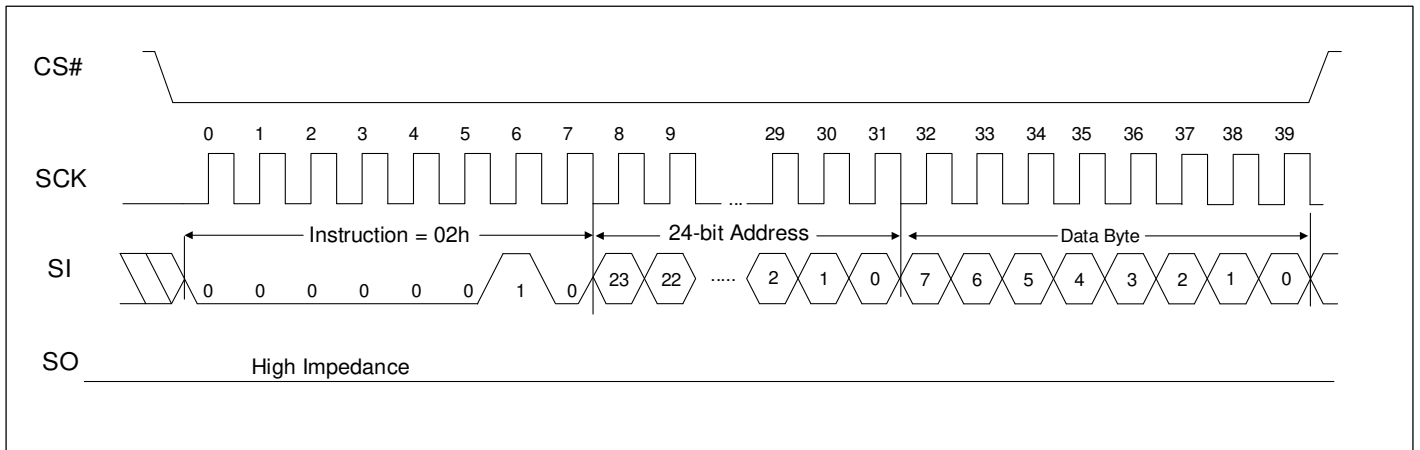 CS#
0 1 2 3 4 5 6 7 8 9 29 30 31 32 33 34 35 36 37 38 39
SCK
...
Instruction = 02h 24-bit Address Data Byte
SI
0 0 0 0 0 0 1 0 23 22 ..... 2 1 0 7 6 5 4 3 2 1 0
SO
High Impedance